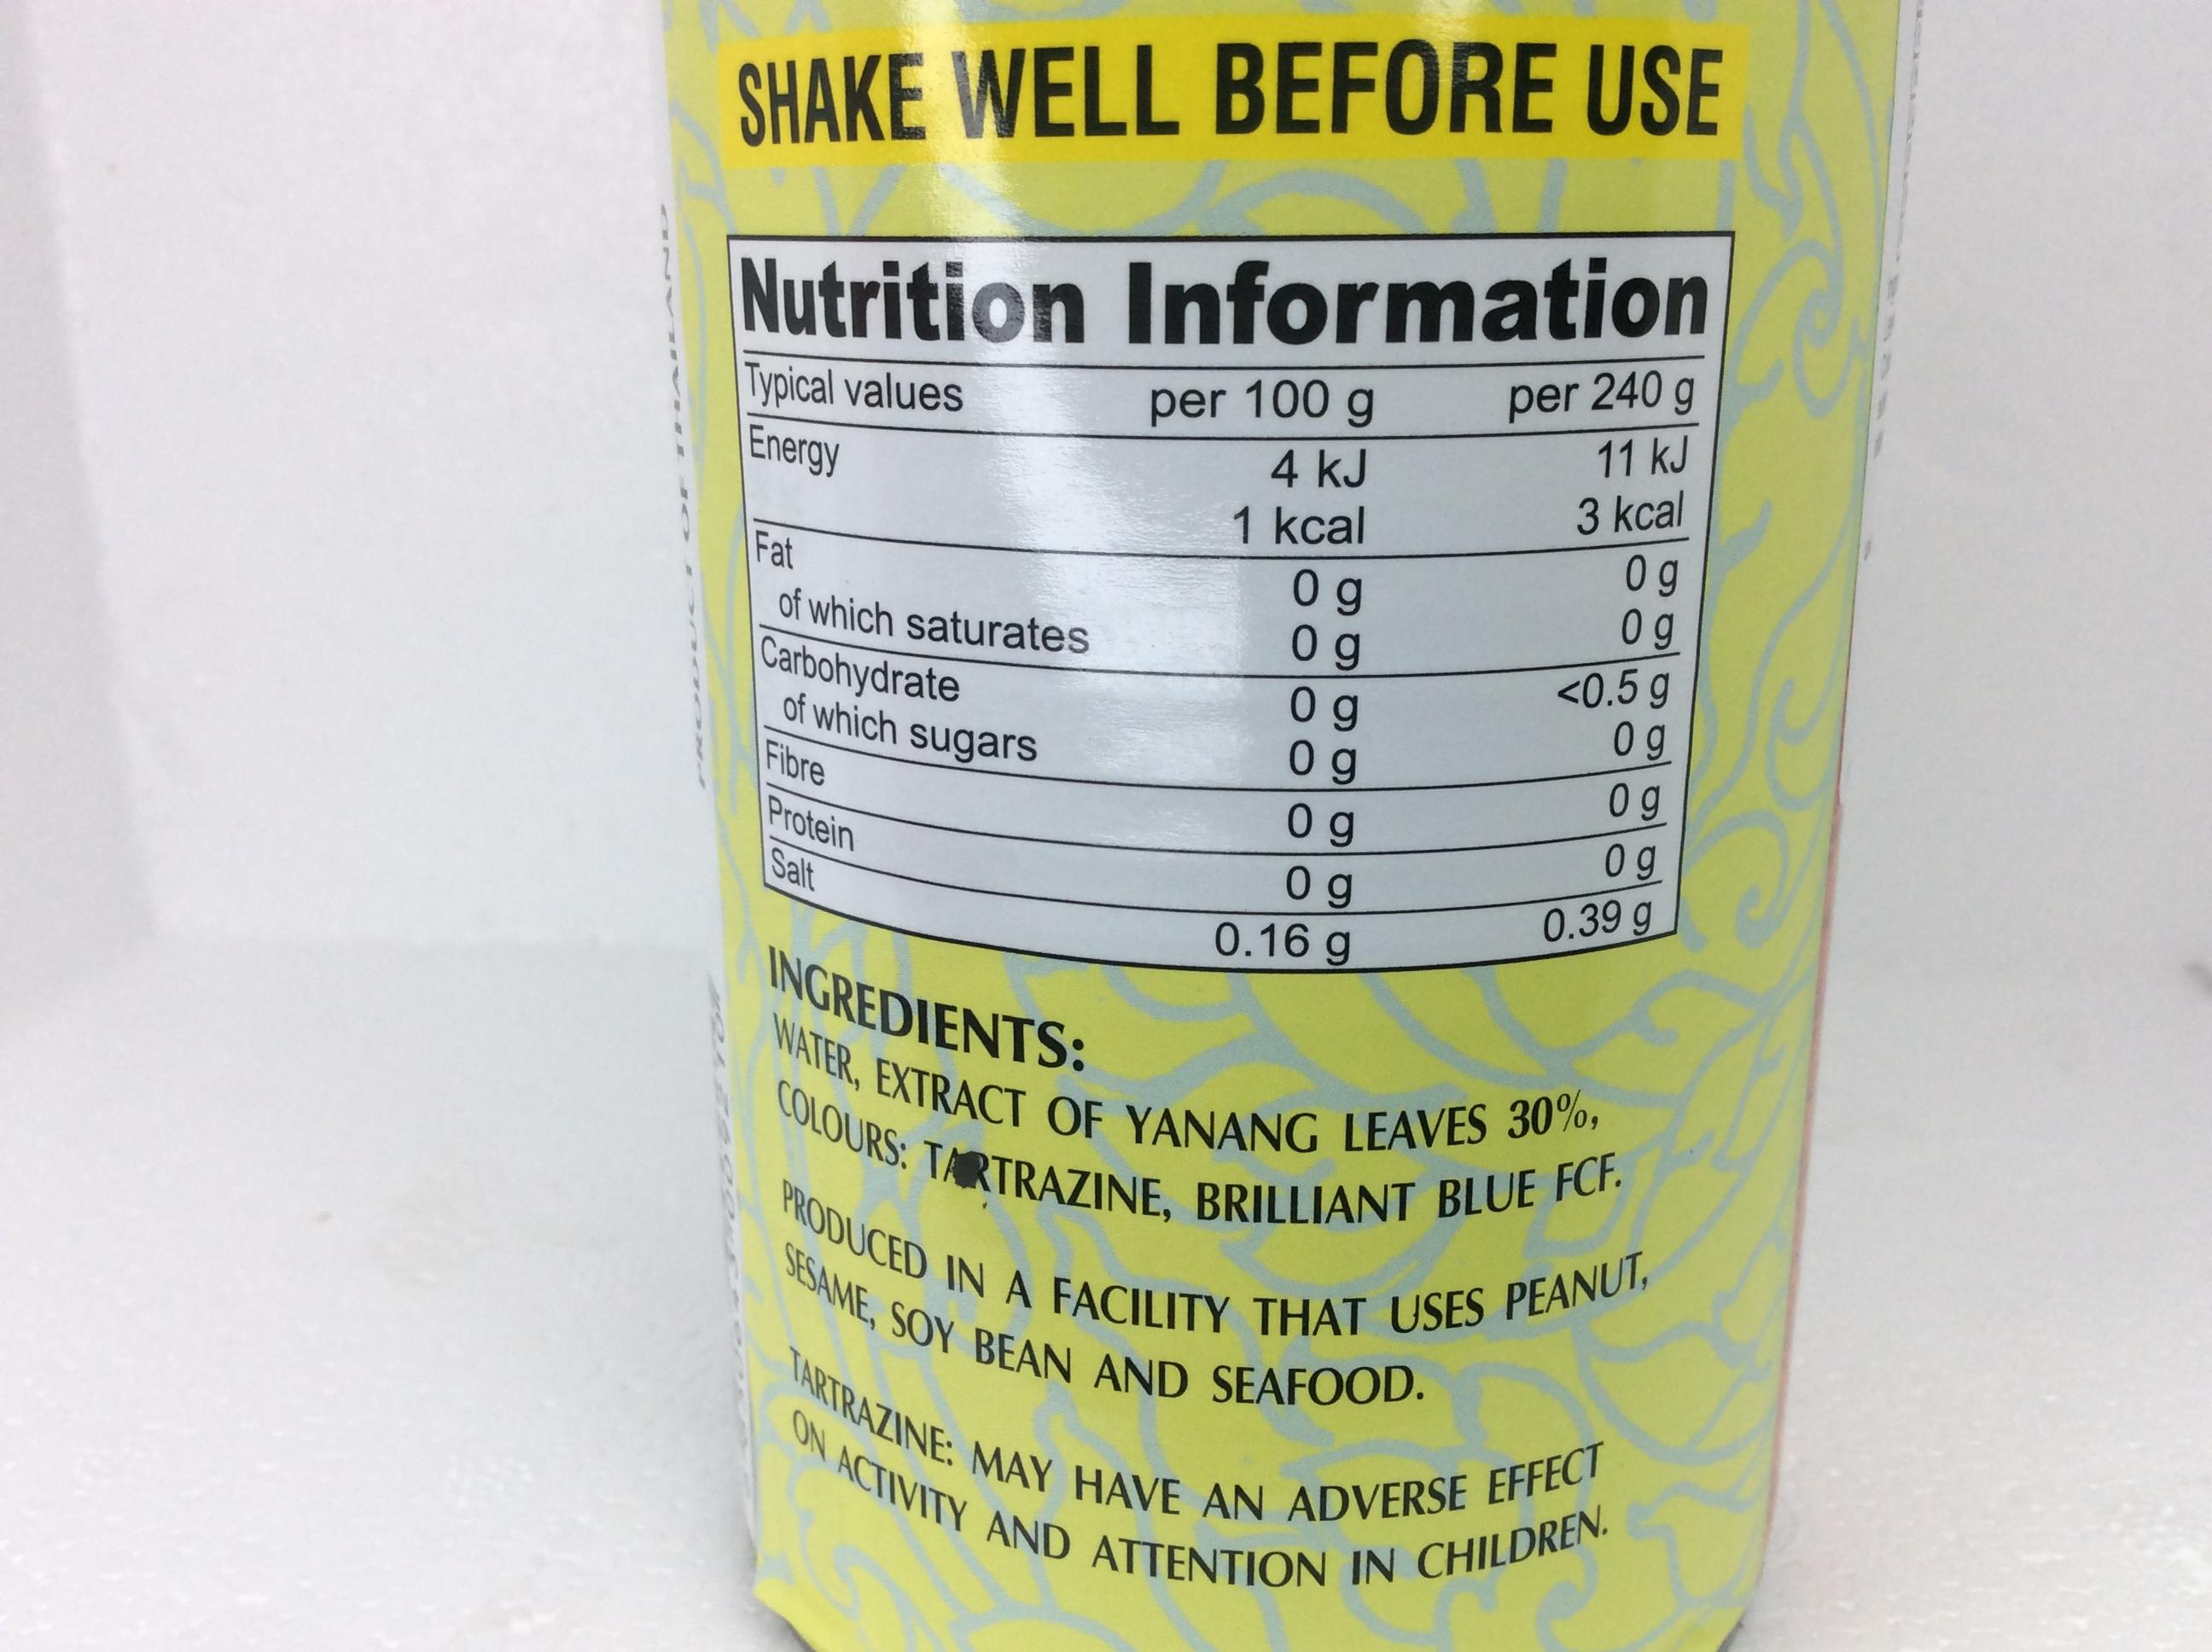 SHAKE WELL BEFORE USE
Nutrition Information
Typical values per 100 g per 240 g
Energy 4 kJ 11 kJ
1 kcal 3 kcal
Fat 0 g 0 g
of which saturates 0 g 0 g
Carbohydrate 0 g <0.5 g
of which sugars 0 g 0 g
Fibre 0 g 0 g
Protein 0 g 0 g
Salt 0.16 g 0.39 g
INGREDIENTS:
WATER, EXTRACT OF YANANG LEAVES 30%,
COLOURS: TARTRAZINE, BRILLIANT BLUE FCF.
PRODUCED IN A FACILITY THAT USES PEANUT,
SESAME, SOY BEAN AND SEAFOOD.
TARTRAZINE: MAY HAVE AN ADVERSE EFFECT
ON ACTIVITY AND ATTENTION IN CHILDREN.
PRODUCT OF THAILAND